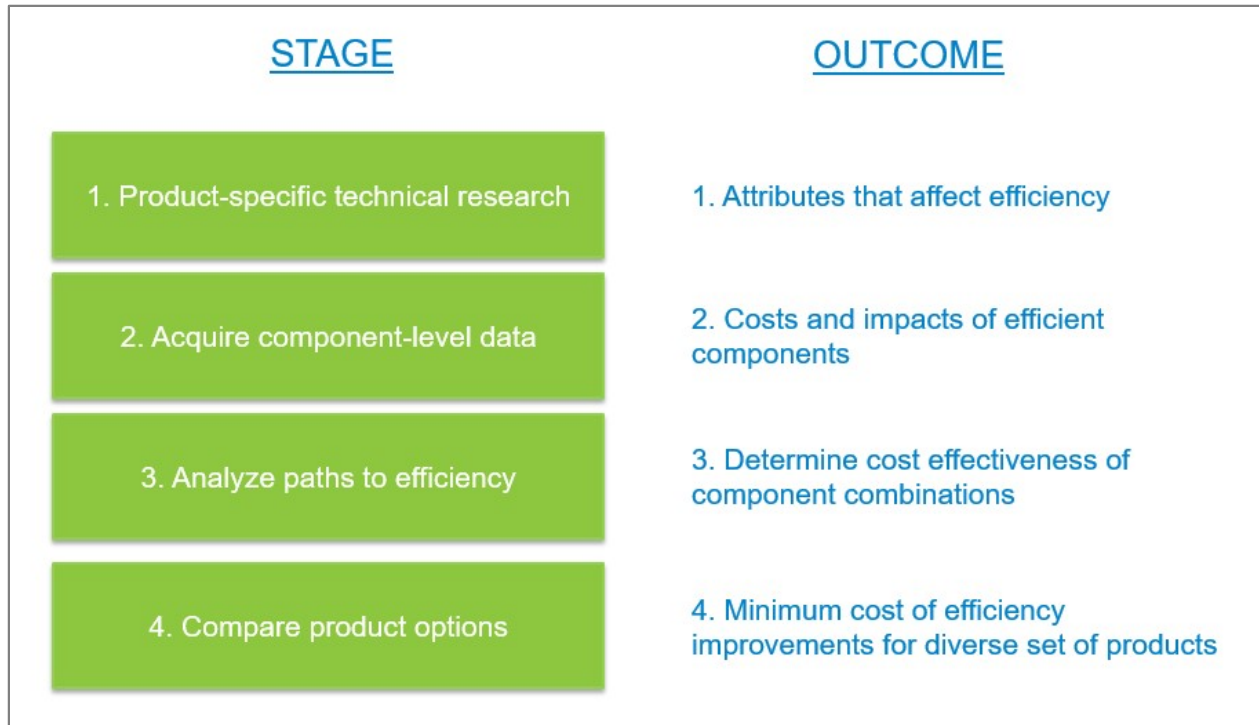 STAGE
OUTCOME
1. Product-specific technical research
1. Attributes that affect efficiency
2. Acquire component-level data
2. Costs and impacts of efficient
components
3. Analyze paths to efficiency
3. Determine cost effectiveness of
component combinations
4. Compare product options
4. Minimum cost of efficiency
improvements for diverse set of products